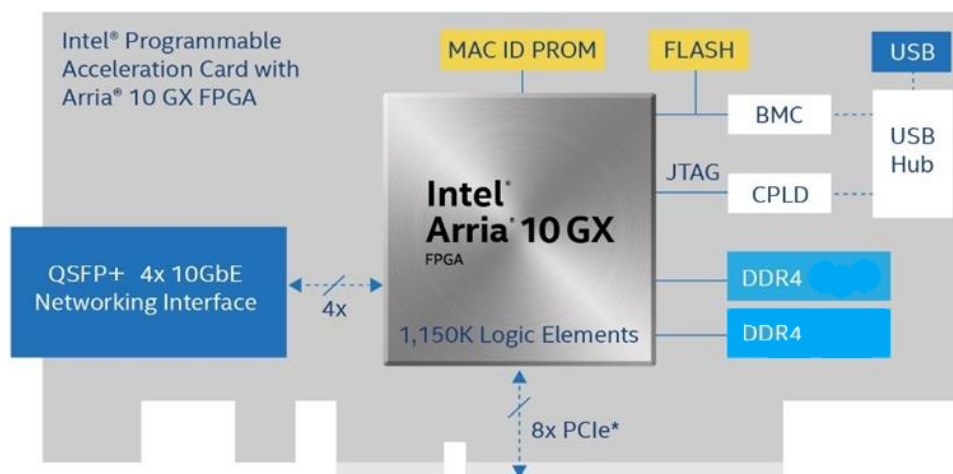 Intel® Programmable
Acceleration Card with
Arria® 10 GX FPGA
MAC ID PROM
FLASH
USB
BMC
USB
Hub
JTAG
CPLD
Intel®
Arria® 10 GX
FPGA
1,150K Logic Elements
QSFP+ 4x 10GbE
Networking Interface
4x
DDR4
DDR4
8x PCIe*